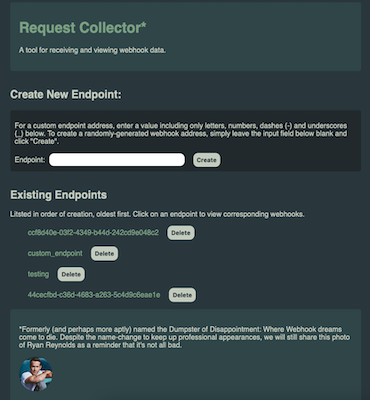 Request Collector*
A tool for receiving and viewing webhook data.
Create New Endpoint:
For a custom endpoint address, enter a value including only letters, numbers, dashes (-) and underscores
(_) below. To create a randomly-generated webhook address, simply leave the input field below blank and
click "Create".
Endpoint: Create
Existing Endpoints
Litsted in order of creation, oldest first. Click on an endpoint to view corresponding webhooks.
ccf8d40e-03f2-4349-b44d-242cd9e048c2 Delete
custom_endpoint Delete
testing Delete
44cecfbd-c36d-4683-a263-5c4d9c6eae1e Delete
*Formerly (and perhaps more aptly) named the Dumpster of Disappointment: Where Webhook dreams
come to die. Despite the name-change to keep up professional appearances, we will still share this photo
of Ryan Reynolds as a reminder that it's not all bad.